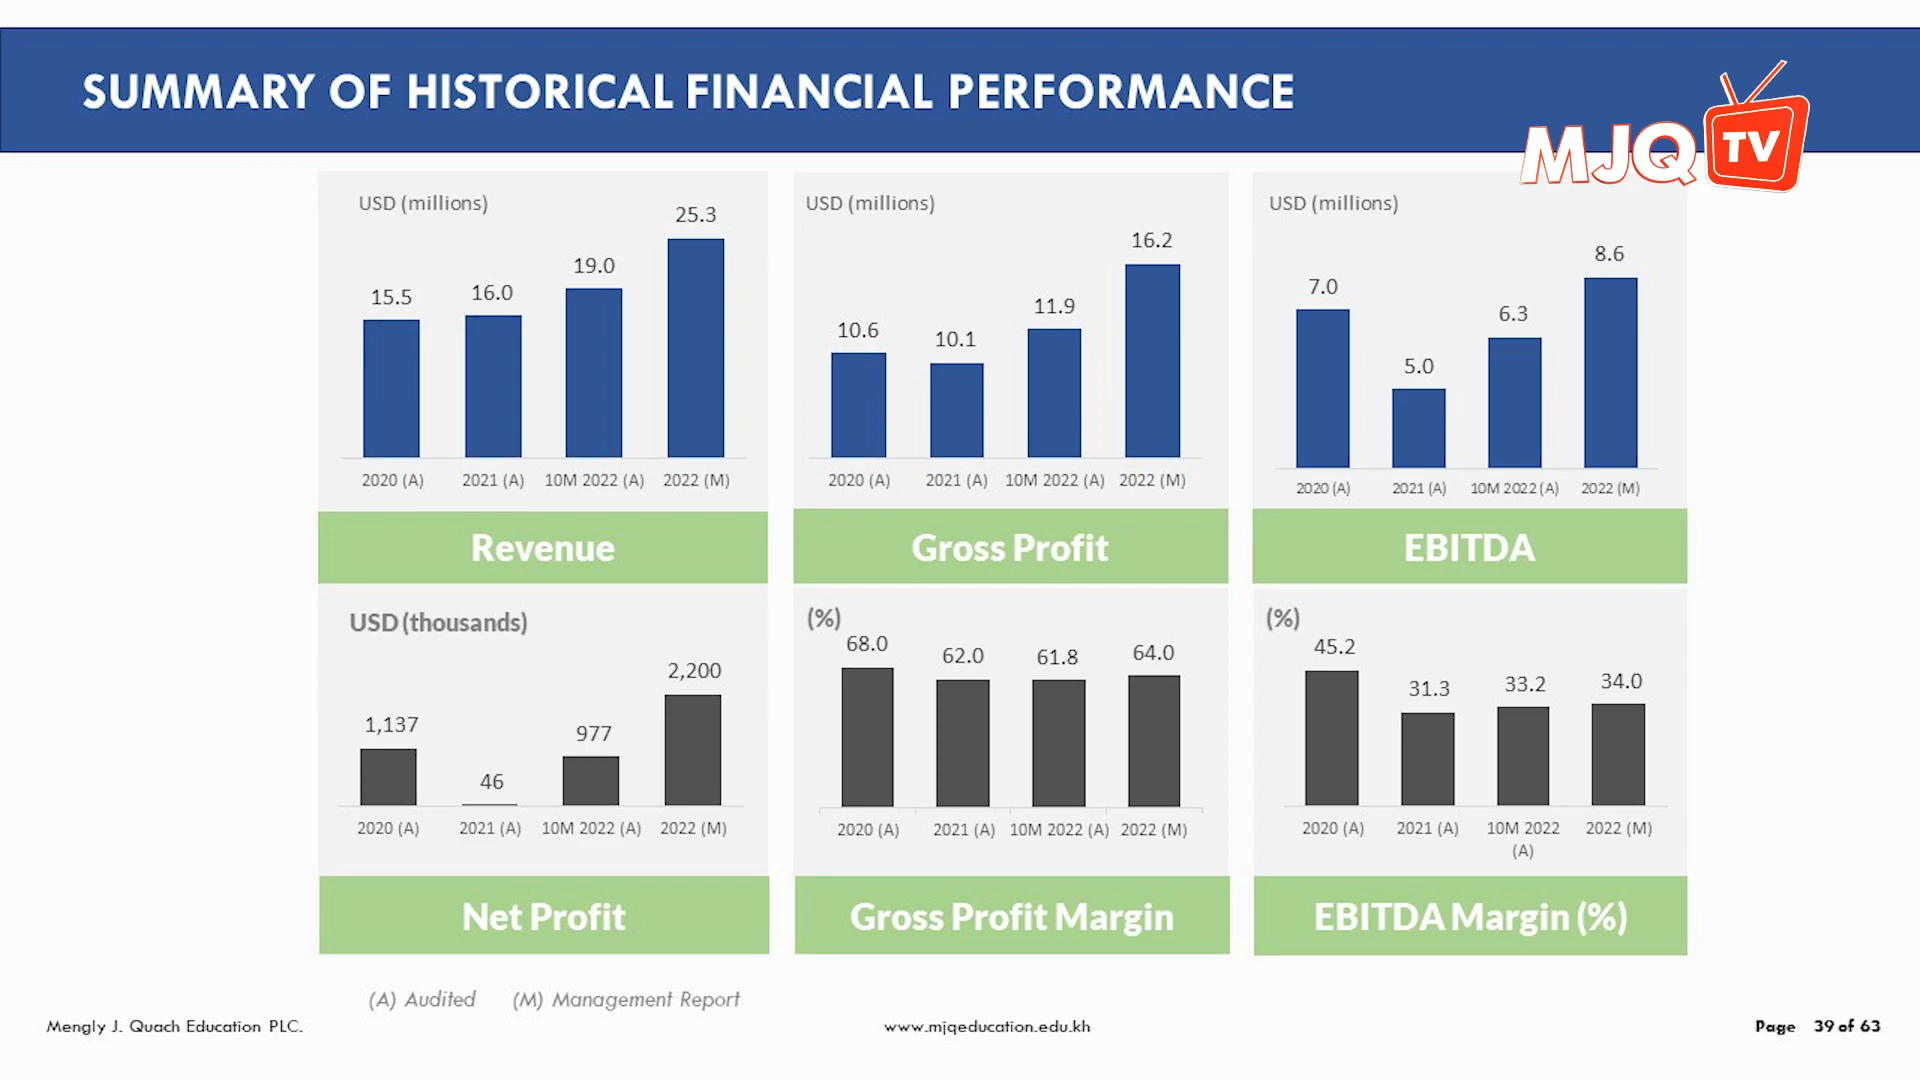 SUMMARY OF HISTORICAL FINANCIAL PERFORMANCE
MJQ TV
USD (millions)
15.5
16.0
19.0
25.3
2020 (A)
2021 (A)
10M 2022 (A)
2022 (M)
Revenue
USD (millions)
10.6
10.1
11.9
16.2
2020 (A)
2021 (A)
10M 2022 (A)
2022 (M)
Gross Profit
USD (millions)
7.0
5.0
6.3
8.6
2020 (A)
2021 (A)
10M 2022 (A)
2022 (M)
EBITDA
USD (thousands)
1,137
46
977
2,200
2020 (A)
2021 (A)
10M 2022 (A)
2022 (M)
Net Profit
(%)
68.0
62.0
61.8
64.0
2020 (A)
2021 (A)
10M 2022 (A)
2022 (M)
Gross Profit Margin
(%)
45.2
31.3
33.2
34.0
2020 (A)
2021 (A)
10M 2022
(A)
2022 (M)
EBITDA Margin (%)
(A) Audited (M) Management Report
Mengly J. Quach Education PLC.
www.mjqeducation.edu.kh
Page 39 of 63